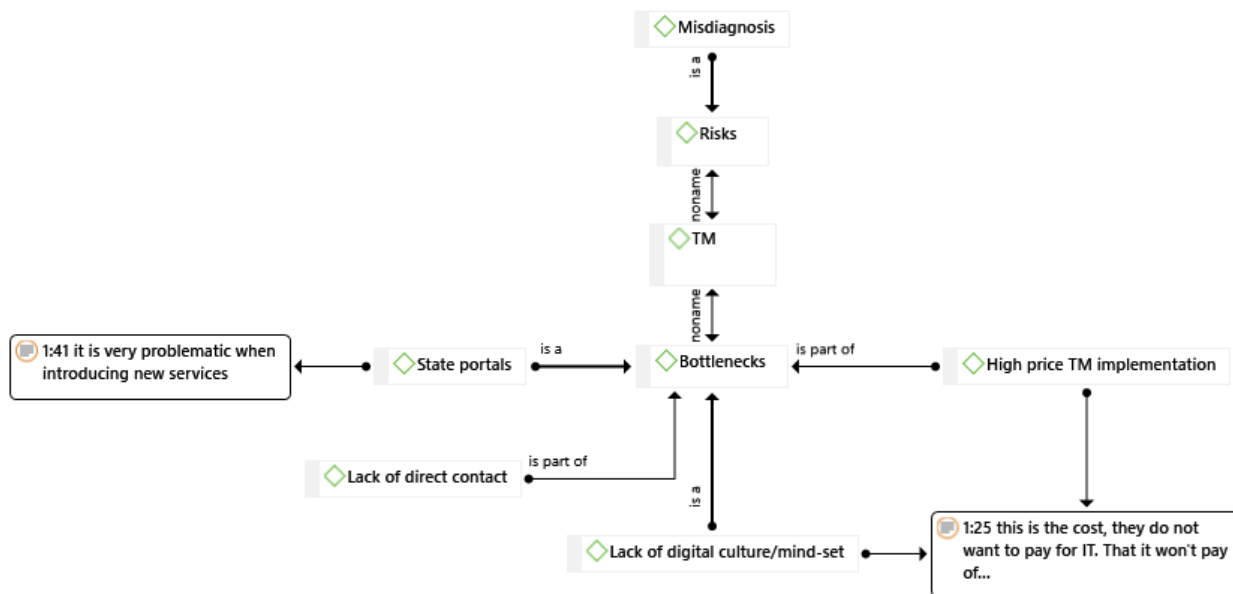 Misdiagnosis
is a
Risks
noname
TM
noname
1:41 it is very problematic when
introducing new services
State portals
is a
Bottlenecks
is part of
High price TM implementation
Lack of direct contact
is part of
is a
Lack of digital culture/mind-set
1:25 this is the cost, they do not
want to pay for IT. That it won't pay
of...